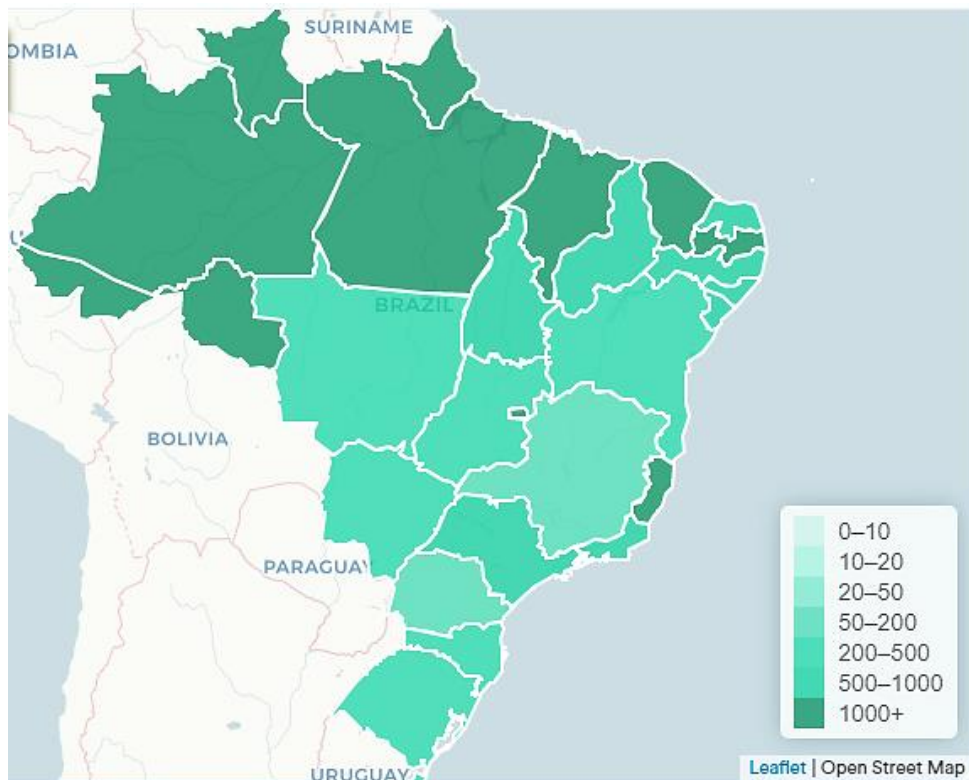 SURINAME
OMBIA
U
BRAZIL
BOLIVIA
PARAGUAY
URUGUAY
0–10
10–20
20–50
50–200
200–500
500–1000
1000+
Leaflet | Open Street Map